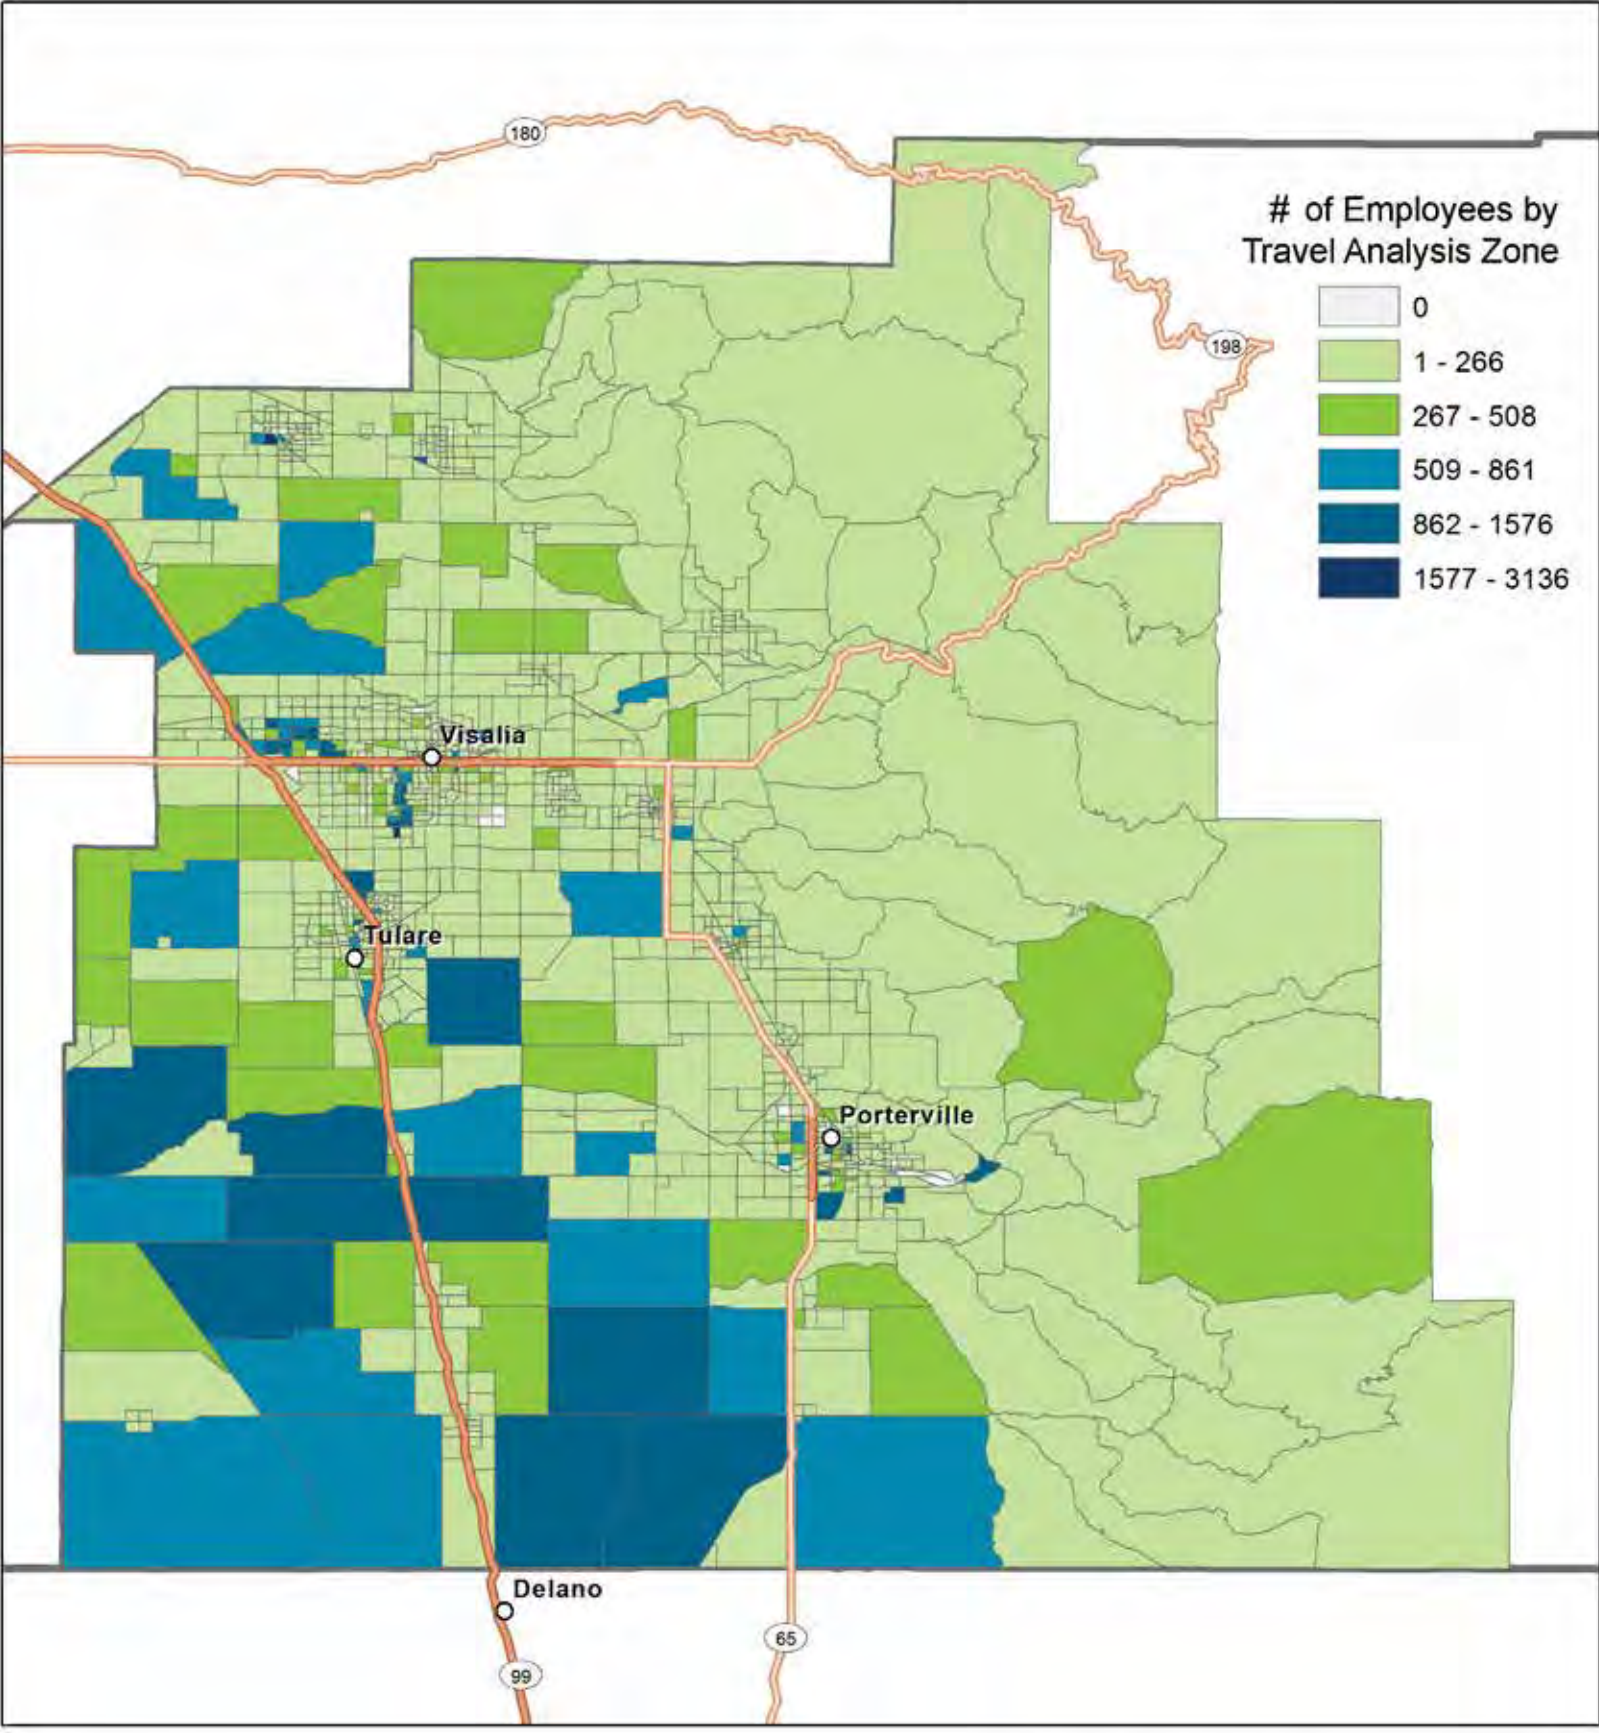 180
# of Employees by
Travel Analysis Zone
0
198
1 - 266
267 - 508
509 - 861
862 - 1576
1577 - 3136
Visalia
Tulare
Porterville
Delano
65
99